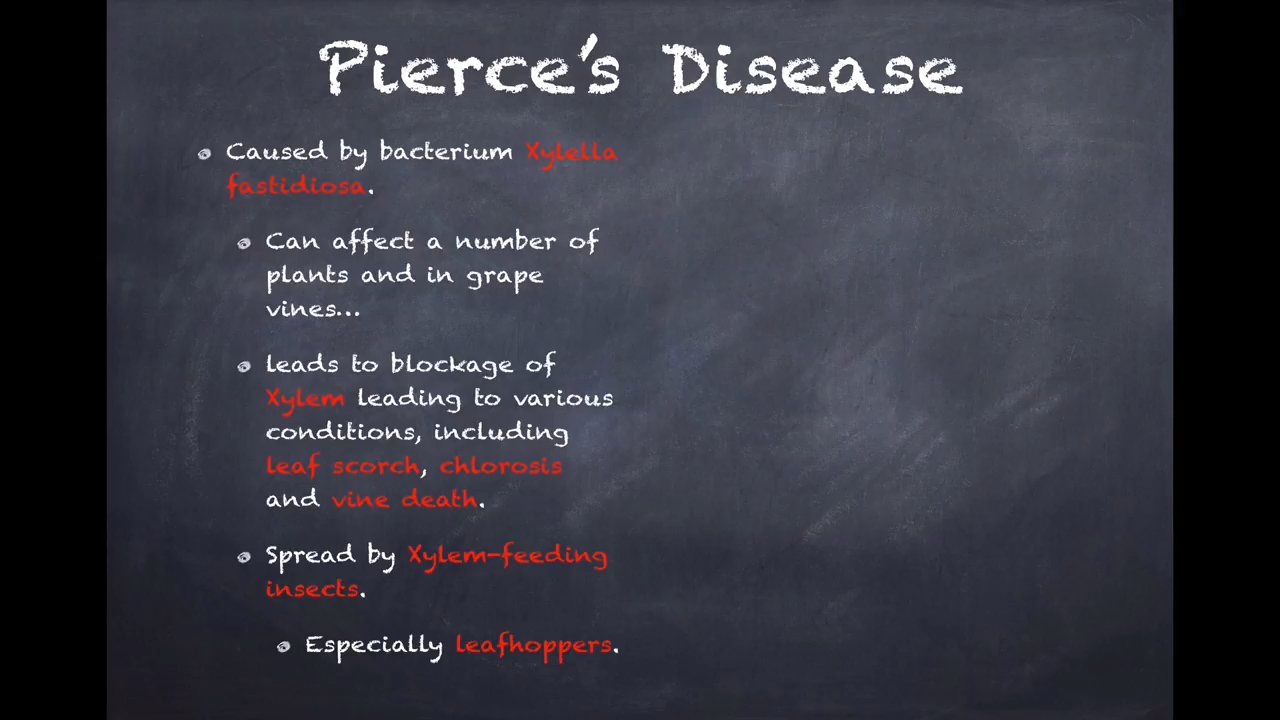 Pierce's Disease
Caused by bacterium Xylella
fastidiosa.
Can affect a number of
plants and in grape
vines…
leads to blockage of
Xylem leading to various
conditions, including
leaf scorch, chlorosis
and vine death.
Spread by Xylem-feeding
insects.
Especially leafhoppers.